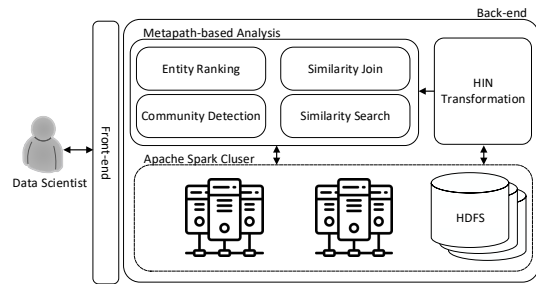 Back-end
Metapath-based Analysis
Entity Ranking
Similarity Join
Community Detection
Similarity Search
HIN
Transformation
Front-end
Data Scientist
Apache Spark Cluser
HDFS